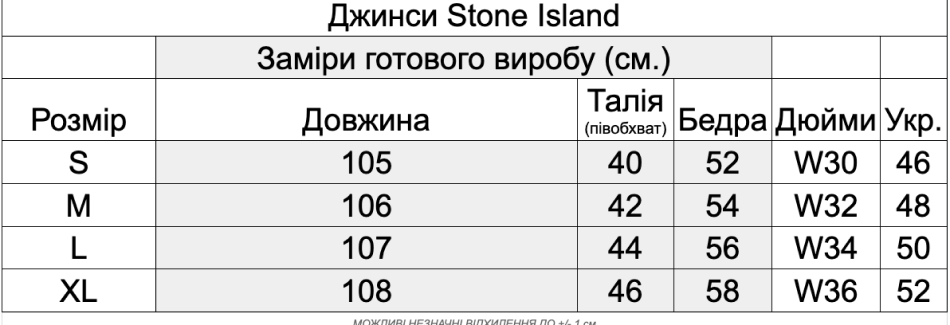 Джинси Stone Island
Заміри готового виробу (см.)
Розмір Довжина Талія (півобхват) Бедра Дюйми Укр.
S 105 40 52 W30 46
M 106 42 54 W32 48
L 107 44 56 W34 50
XL 108 46 58 W36 52
МОЖЛИВІ НЕЗНАЧНІ ВІДХИЛЕННЯ ДО +/- 1 см